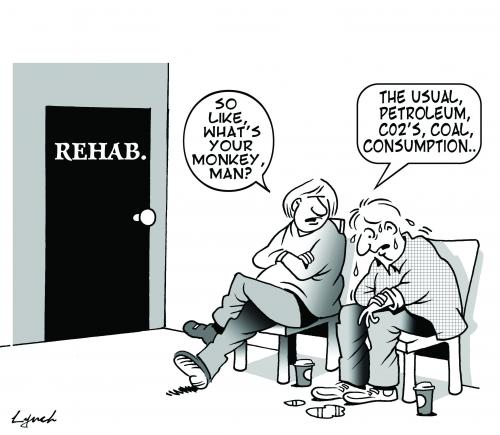 REHAB.
SO
LIKE,
WHAT'S
YOUR
MONKEY,
MAN?
THE USUAL,
PETROLEUM,
CO2'S, COAL,
CONSUMPTION..
Lynch